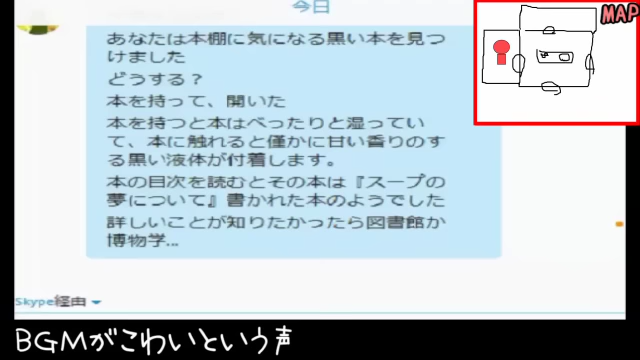 今日
MAP
あなたは本棚に気になる黒い本を見つ
けました
どうする？
本を持って、開いた
本を持つと本はべったりと湿ってい
て、本に触れると僅かに甘い香りのす
る黒い液体が付着します。
本の目次を読むとその本は『スープの
夢について』書かれた本のようでした
詳しいことが知りたかったら図書館か
博物学...
Skype経由
BGMがこわいという声